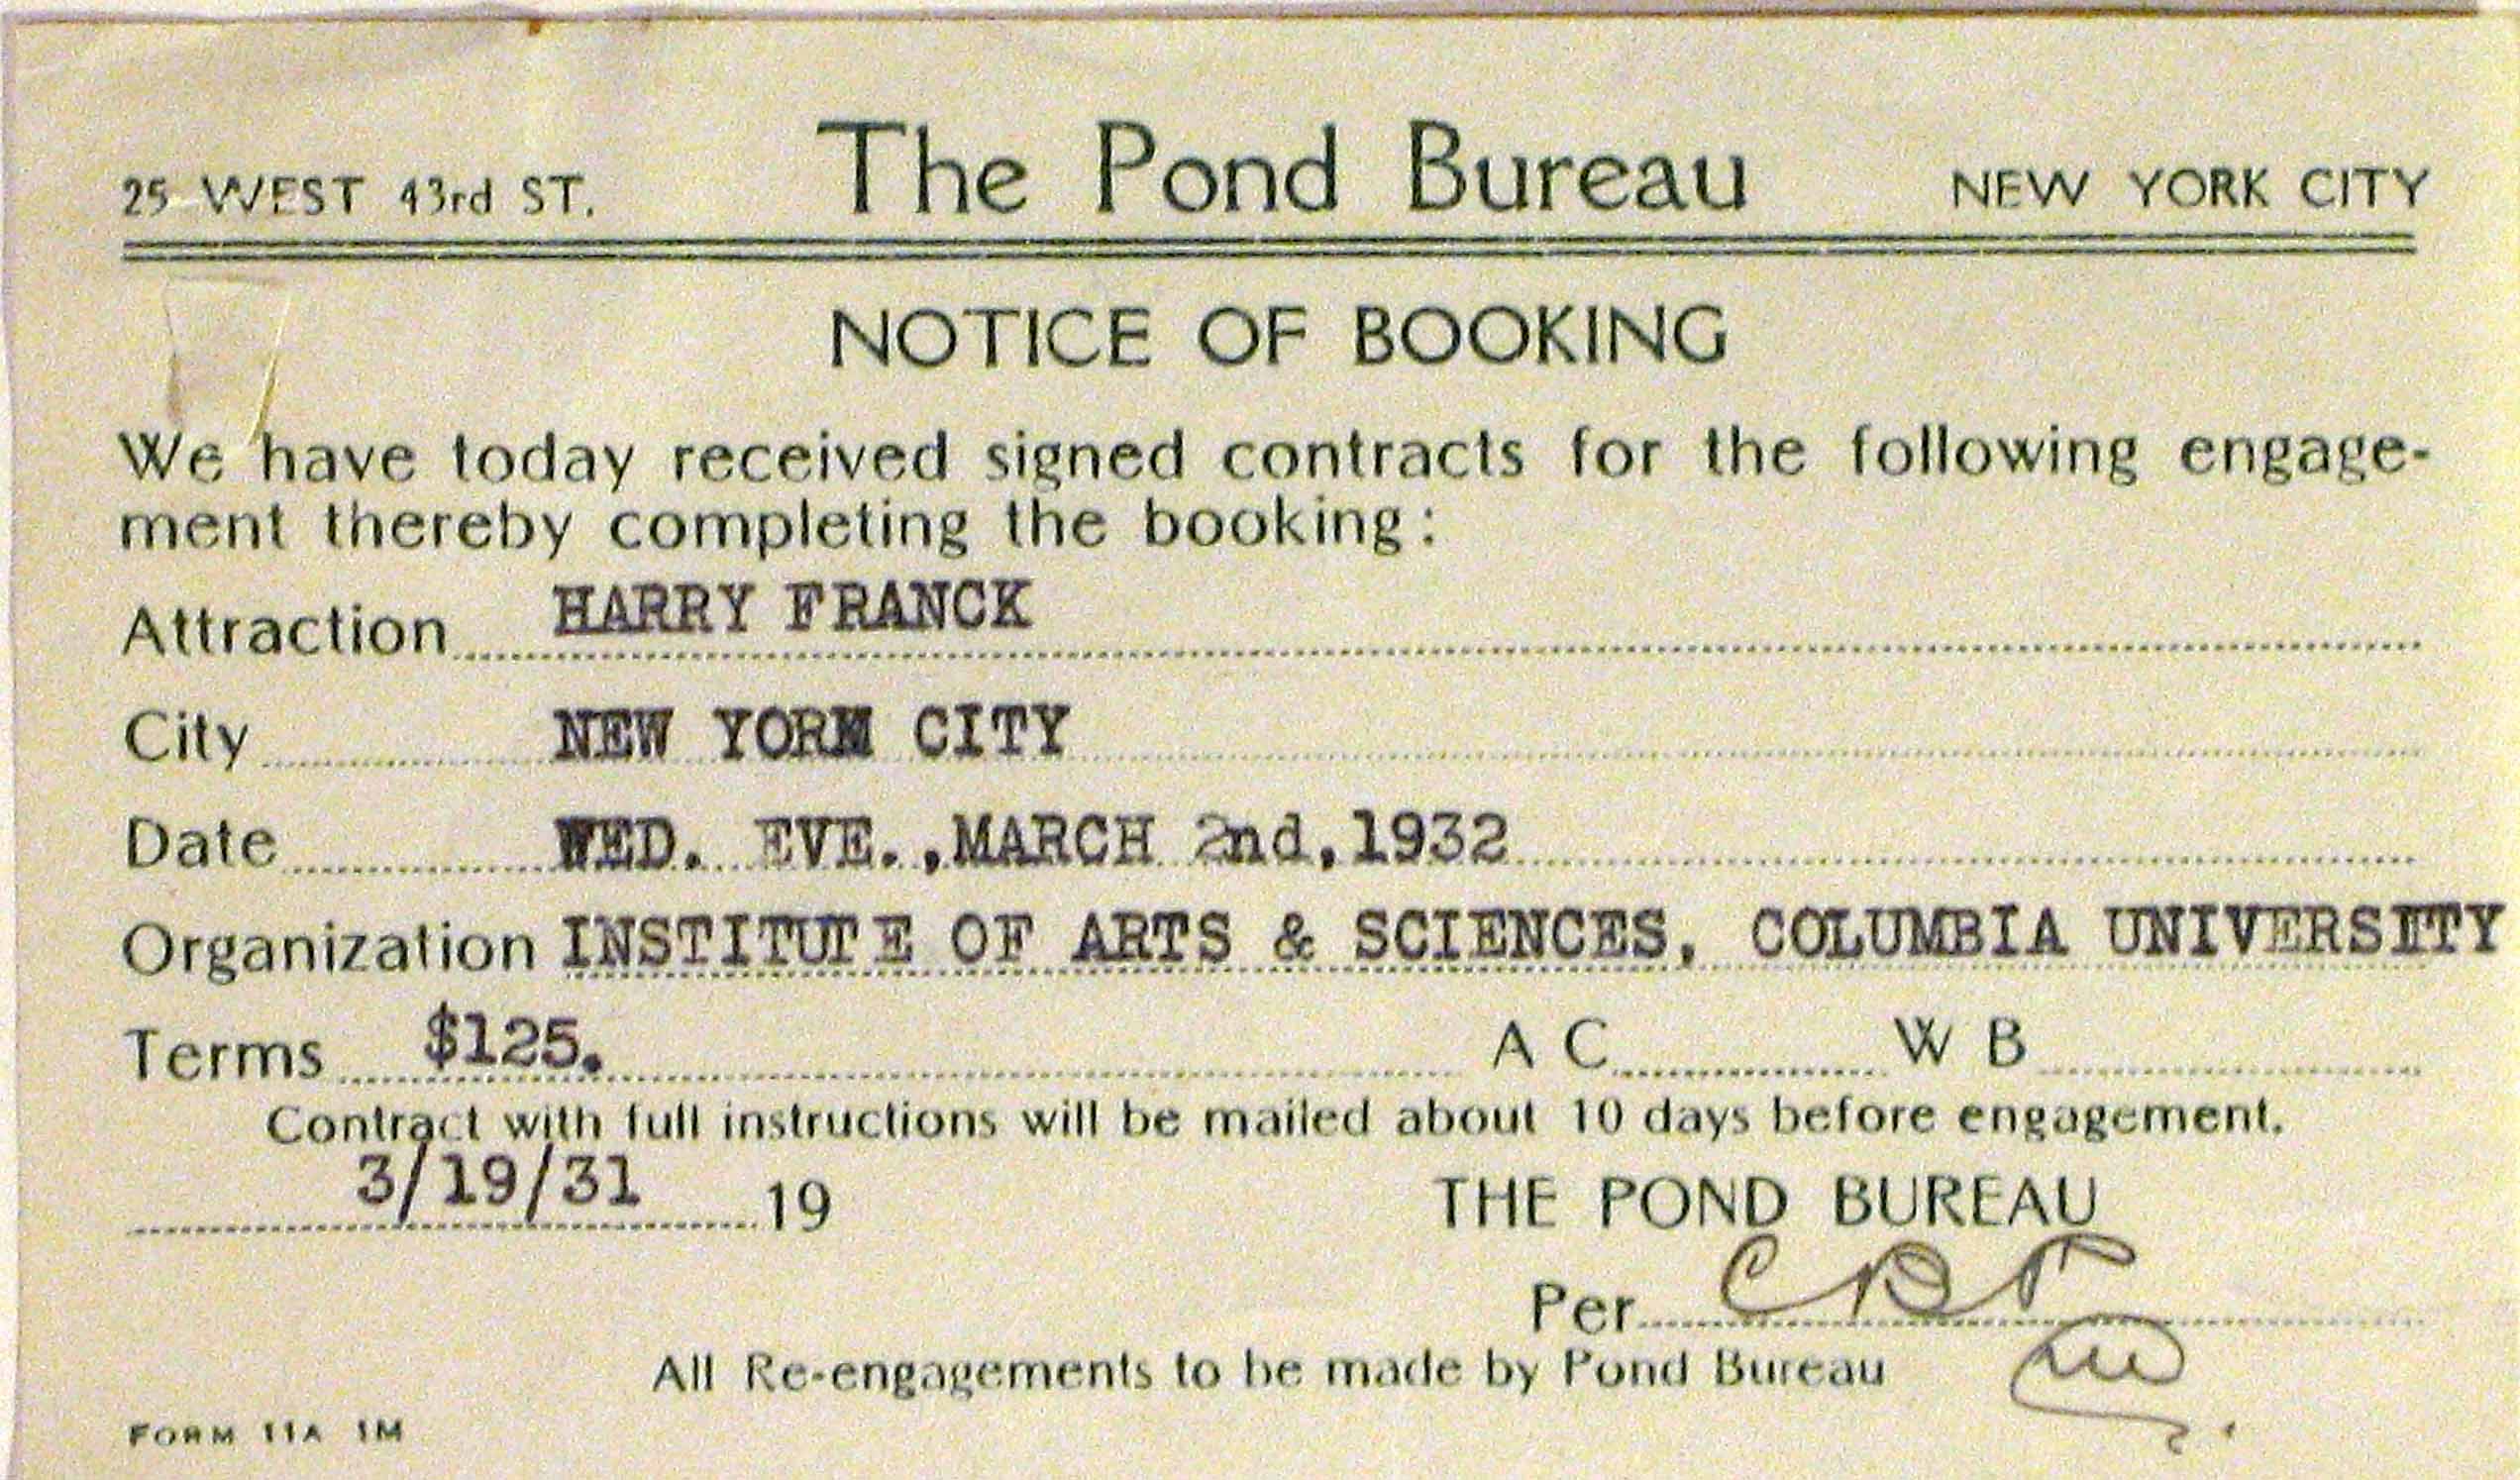 25 WEST 43rd ST. The Pond Bureau NEW YORK CITY
NOTICE OF BOOKING
We have today received signed contracts for the following engage-
ment thereby completing the booking:
Attraction HARRY FRANCK
City NEW YORK CITY
Date WED. EVE.,MARCH 2nd,1932
Organization INSTITUTE OF ARTS & SCIENCES, COLUMBIA UNIVERSITY
Terms $125. A C W B
Contract with full instructions will be mailed about 10 days before engagement.
3/19/31 19 THE POND BUREAU
Per
All Re-engagements to be made by Pond Bureau
FORM 11A 1M